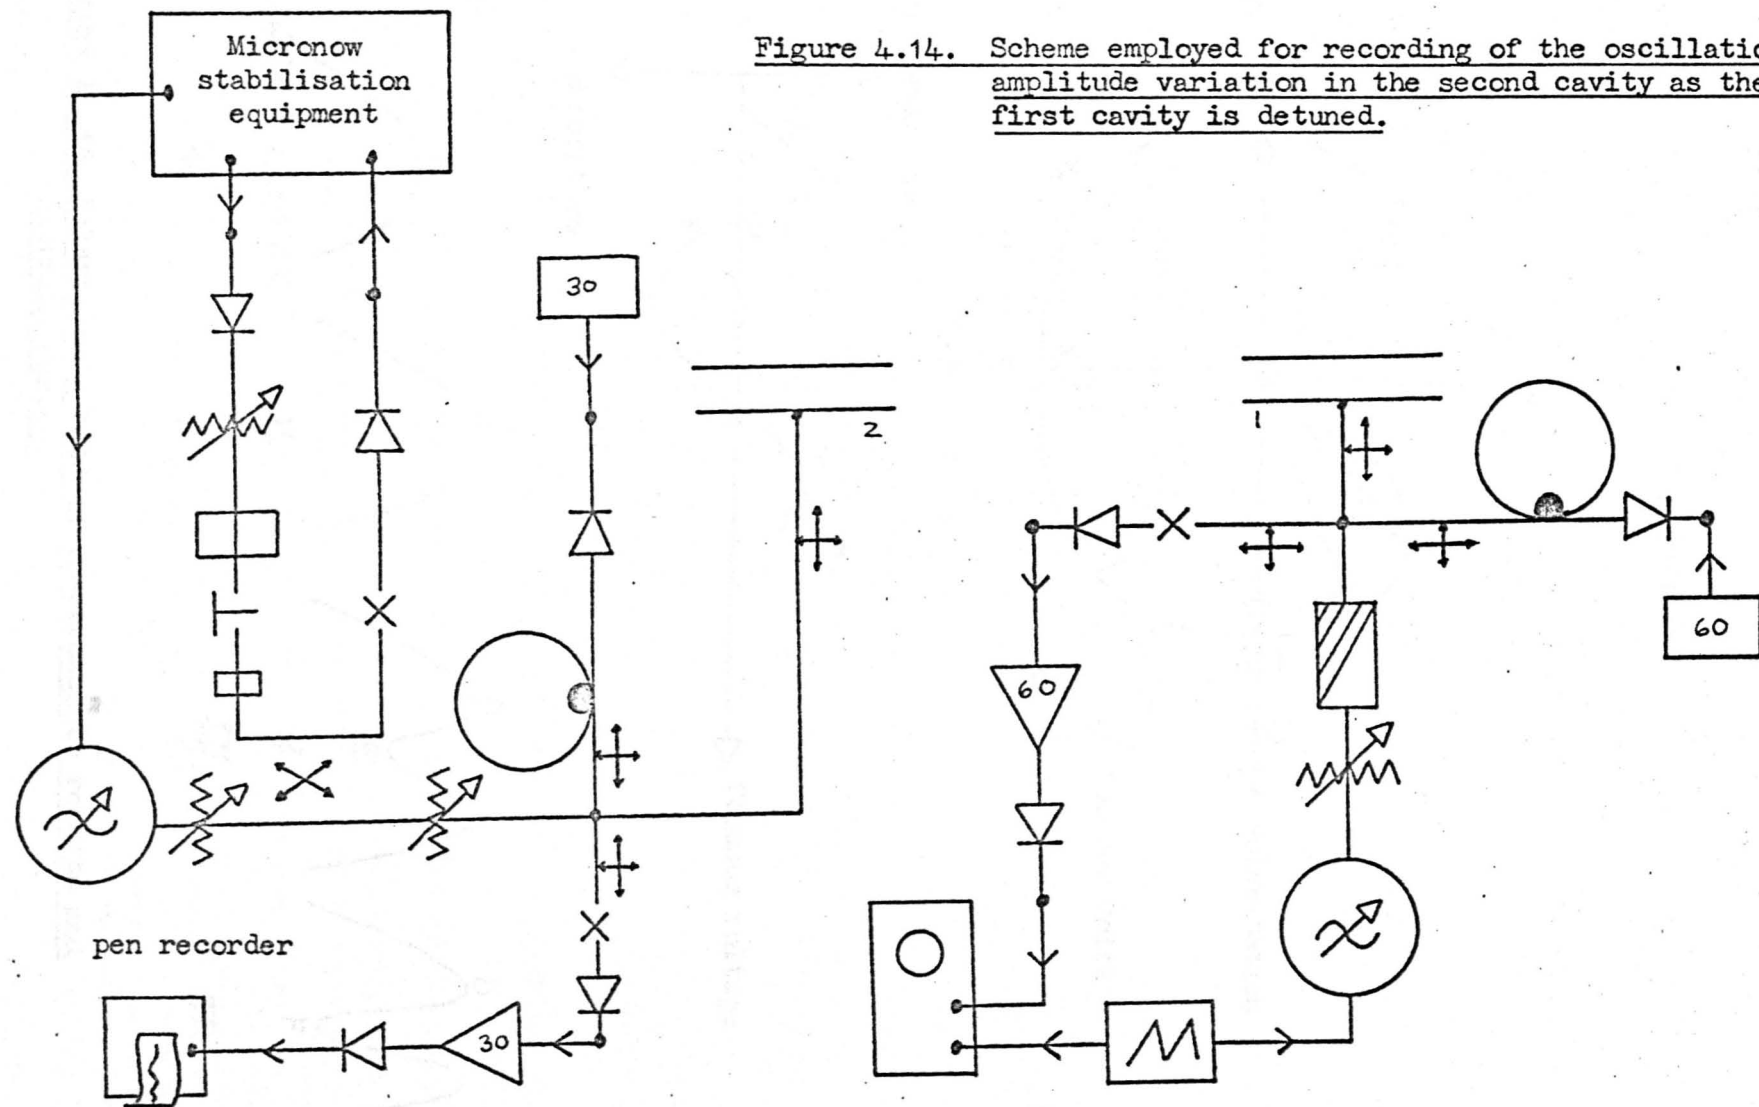 Micronow
stabilisation
equipment
Figure 4.14. Scheme employed for recording of the oscillatio
amplitude variation in the second cavity as the
first cavity is detuned.
30
2
1
60
60
pen recorder
30